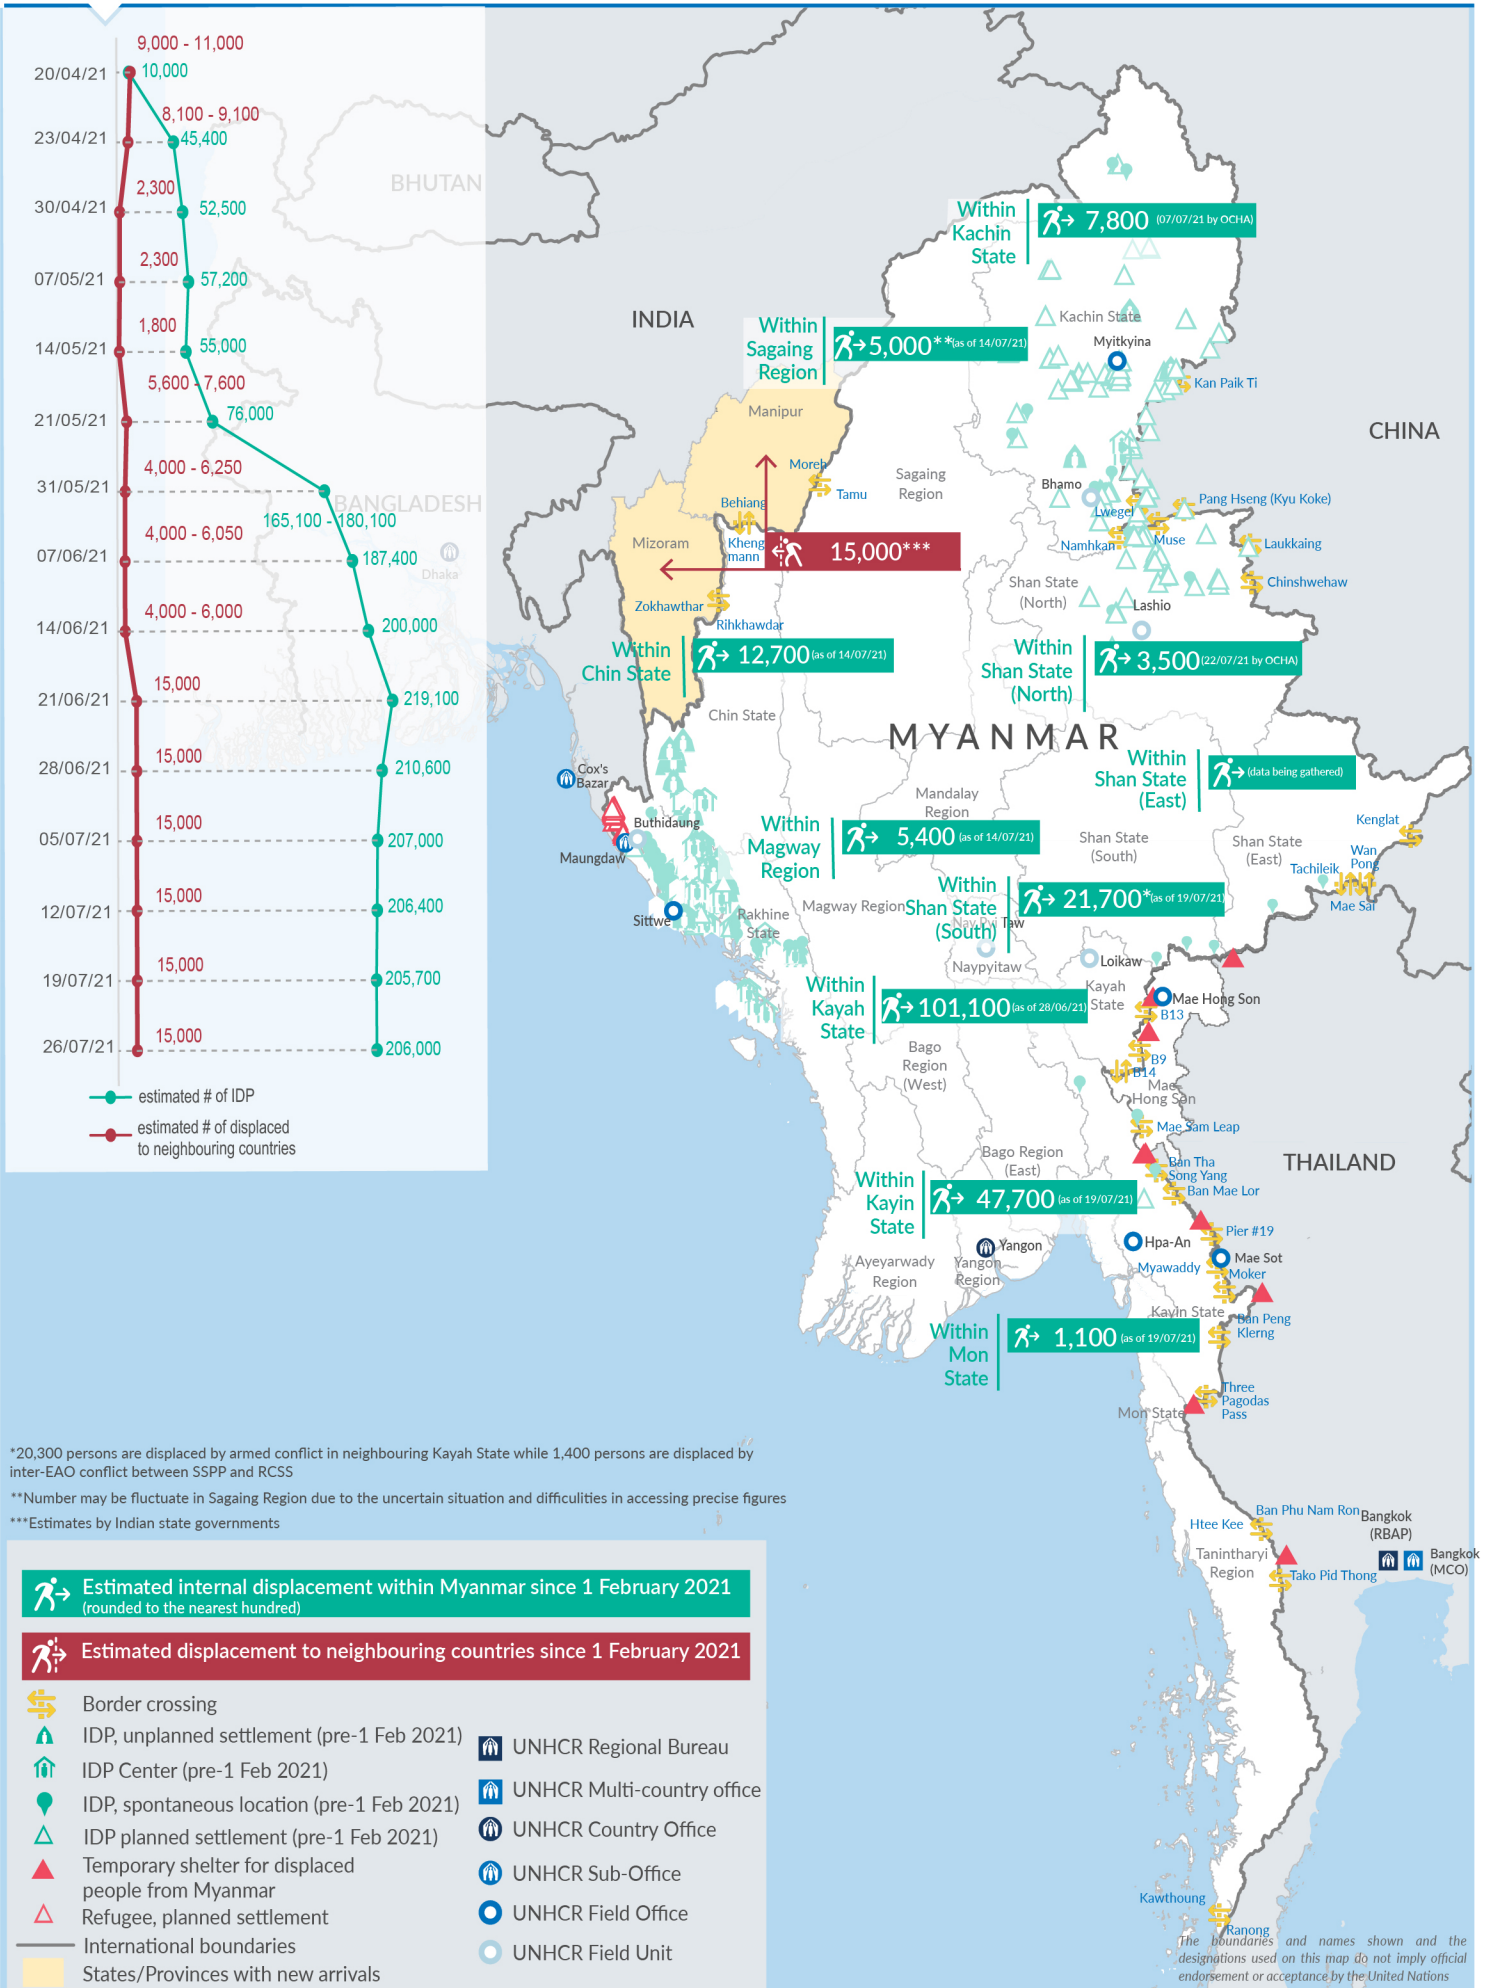 9,000 - 11,000
20/04/21
10,000
8,100 - 9,100
23/04/21
45,400
2,300
30/04/21
52,500
2,300
07/05/21
57,200
1,800
14/05/21
55,000
5,600 - 7,600
21/05/21
76,000
4,000 - 6,250
31/05/21
165,100 - 180,100
4,000 - 6,050
07/06/21
187,400
4,000 - 6,000
14/06/21
200,000
15,000
21/06/21
219,100
15,000
28/06/21
210,600
15,000
05/07/21
207,000
15,000
12/07/21
206,400
15,000
19/07/21
205,700
15,000
26/07/21
206,000
estimated # of IDP
estimated # of displaced
to neighbouring countries
BHUTAN
BANGLADESH
Dhaka
INDIA
CHINA
THAILAND
MYANMAR
Within
Kachin
State
7,800 (07/07/21 by OCHA)
Within
Sagaing
Region
5,000**(as of 14/07/21)
Kachin State
Myitkyina
Kan Paik Ti
Manipur
Moreh
Tamu
Sagaing
Region
Behiang
Kheng
mann
Mizoram
15,000***
Zokhawthar
Rihkhawdar
Bhamo
Lwegel
Pang Hseng (Kyu Koke)
Namhkan
Muse
Laukkaing
Chinshwehaw
Shan State
(North)
Lashio
Within
Chin State
12,700 (as of 14/07/21)
Within
Shan State
(North)
3,500 (22/07/21 by OCHA)
Chin State
Within
Shan State
(East)
(data being gathered)
Cox's
Bazar
Buthidaung
Maungdaw
Mandalay
Region
Within
Magway
Region
5,400 (as of 14/07/21)
Shan State
(South)
Shan State
(East)
Kenglat
Wan
Pong
Tachileik
Mae Sai
Within
Shan State
(South)
21,700*(as of 19/07/21)
Magway Region
Sittwe
Rakhine
State
Nay Pyi Taw
Naypyitaw
Loikaw
Kayah
State
Mae Hong Son
B13
Within
Kayah
State
101,100 (as of 28/06/21)
Bago
Region
(West)
B9
B14
Mae
Hong Son
Mae Sam Leap
Bago Region
(East)
Ban Tha
Song Yang
Ban Mae Lor
Within
Kayin
State
47,700 (as of 19/07/21)
Pier #19
Hpa-An
Mae Sot
Myawaddy
Moker
Yangon
Yangon
Region
Ayeyarwady
Region
Kayin State
Ban Peng
Klerng
Within
Mon
State
1,100 (as of 19/07/21)
Three
Pagodas
Pass
Mon State
Ban Phu Nam Ron
Htee Kee
Bangkok
(RBAP)
Bangkok
(MCO)
Tanintharyi
Region
Tako Pid Thong
Kawthoung
Ranong
*20,300 persons are displaced by armed conflict in neighbouring Kayah State while 1,400 persons are displaced by
inter-EAO conflict between SSPP and RCSS
**Number may be fluctuate in Sagaing Region due to the uncertain situation and difficulties in accessing precise figures
***Estimates by Indian state governments
Estimated internal displacement within Myanmar since 1 February 2021
(rounded to the nearest hundred)
Estimated displacement to neighbouring countries since 1 February 2021
Border crossing
IDP, unplanned settlement (pre-1 Feb 2021)
IDP Center (pre-1 Feb 2021)
IDP, spontaneous location (pre-1 Feb 2021)
IDP planned settlement (pre-1 Feb 2021)
Temporary shelter for displaced
people from Myanmar
Refugee, planned settlement
International boundaries
States/Provinces with new arrivals
UNHCR Regional Bureau
UNHCR Multi-country office
UNHCR Country Office
UNHCR Sub-Office
UNHCR Field Office
UNHCR Field Unit
The boundaries and names shown and the
designations used on this map do not imply official
endorsement or acceptance by the United Nations